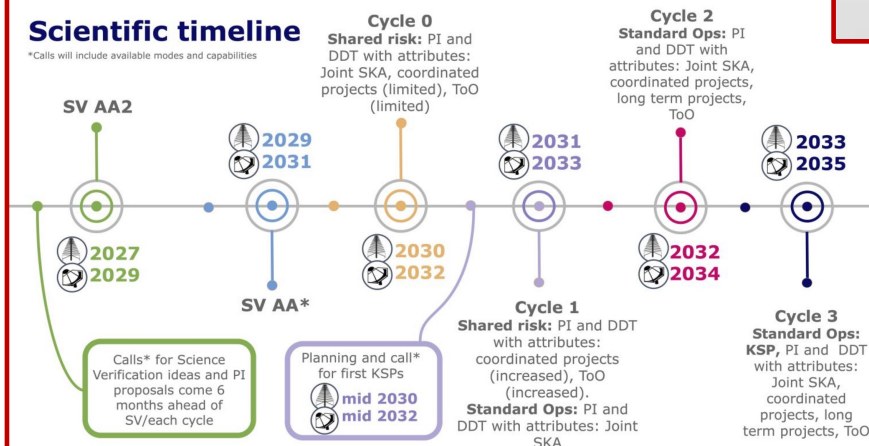 Scientific timeline
*Calls will include available modes and capabilities
SV AA2
2027
2029
Calls* for Science
Verification ideas and PI
proposals come 6
months ahead of
SV/each cycle
2029
2031
SV AA*
Cycle 0
Shared risk: PI and
DDT with attributes:
Joint SKA, coordinated
projects (limited), ToO
(limited)
2030
2032
Planning and call*
for first KSPs
mid 2030
mid 2032
2031
2033
Cycle 1
Shared risk: PI and DDT
with attributes:
coordinated projects
(increased), ToO
(increased).
Standard Ops: PI and
DDT with attributes: Joint
SKA
Cycle 2
Standard Ops: PI
and DDT with
attributes: Joint SKA,
coordinated projects,
long term projects,
ToO
2032
2034
2033
2035
Cycle 3
Standard Ops:
KSP, PI and DDT
with attributes:
Joint SKA,
coordinated
projects, long
term projects, ToO